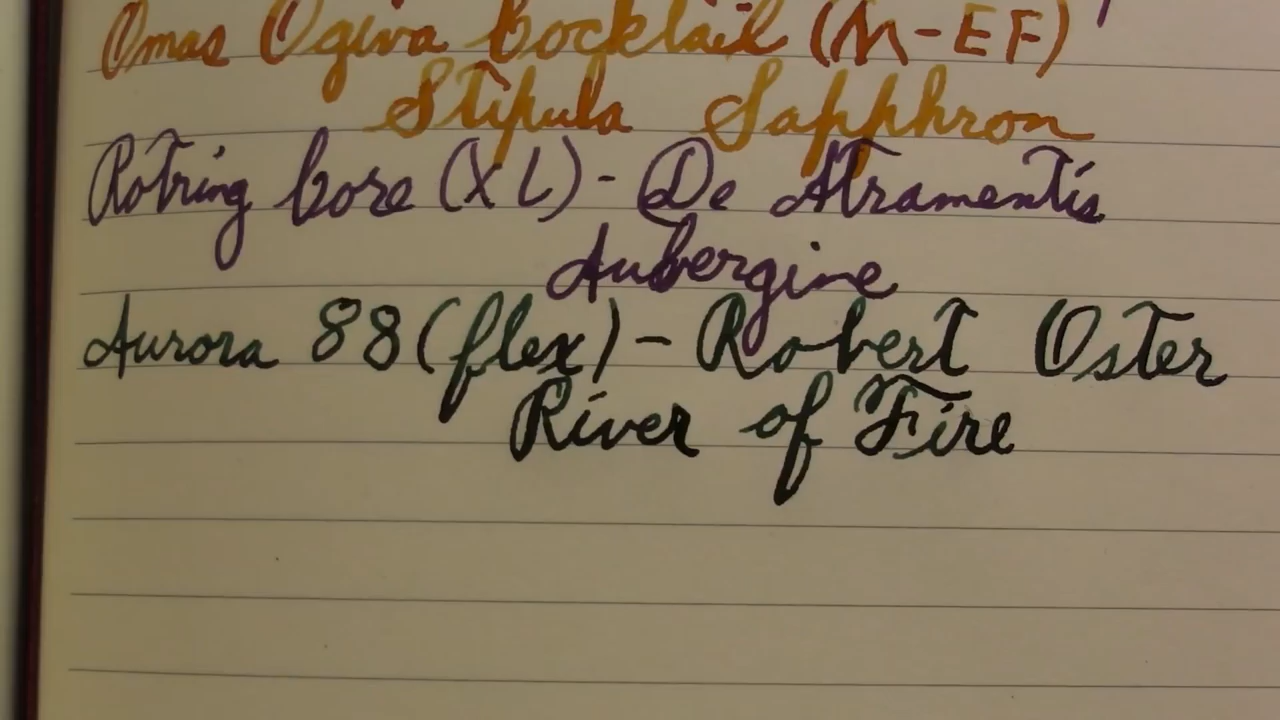 Omas Ogiva Cocktail (M-EF)
Stipula Sapphron
Rotring Core (XL) - De Atramentis
Aubergine
Aurora 88 (flex) - Robert Oster
River of Fire